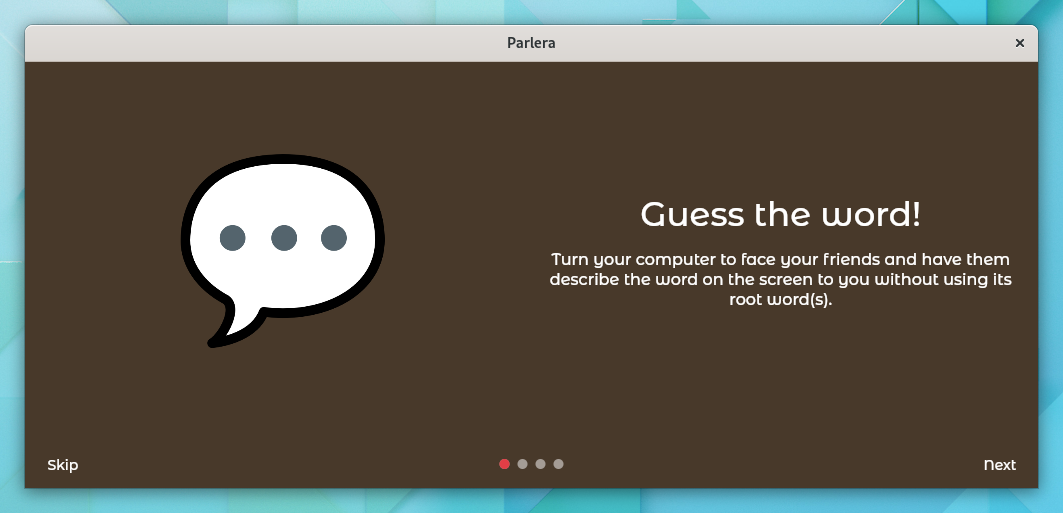 Parlera
Guess the word!
Turn your computer to face your friends and have them
describe the word on the screen to you without using its
root word(s).
Skip
Next